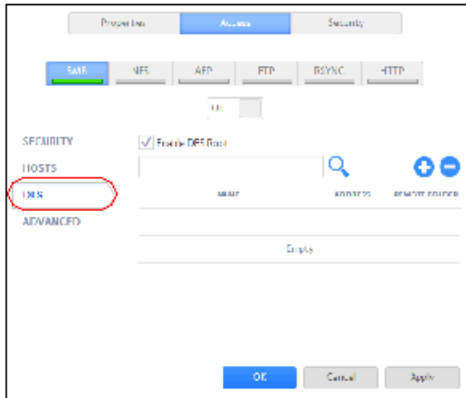 Properties Access Security
SMB NFS AFP FTP RSYNC HTTP
On
SECURITY
Enable DFS Root
HOSTS
DFS
NAME ADDRESS REMOTE FOLDER
ADVANCED
Empty
OK Cancel Apply